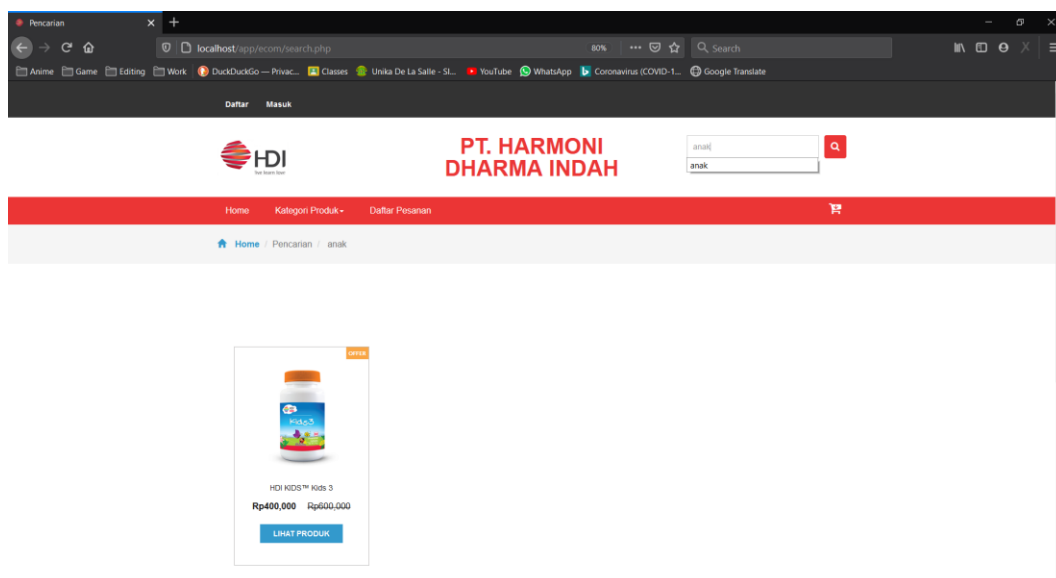 Pencarian
localhost/app/ecom/search.php
80%
Search
Anime Game Editing Work DuckDuckGo — Privac... Classes Unika De La Salle - SI... YouTube WhatsApp Coronavirus (COVID-1... Google Translate
Daftar Masuk
HDI
PT. HARMONI
DHARMA INDAH
anak
anak
Home Kategori Produk Daftar Pesanan
Home / Pencarian / anak
OFFER
Kids3
HDI KIDS™ Kids 3
Rp400,000 Rp600,000
LIHAT PRODUK